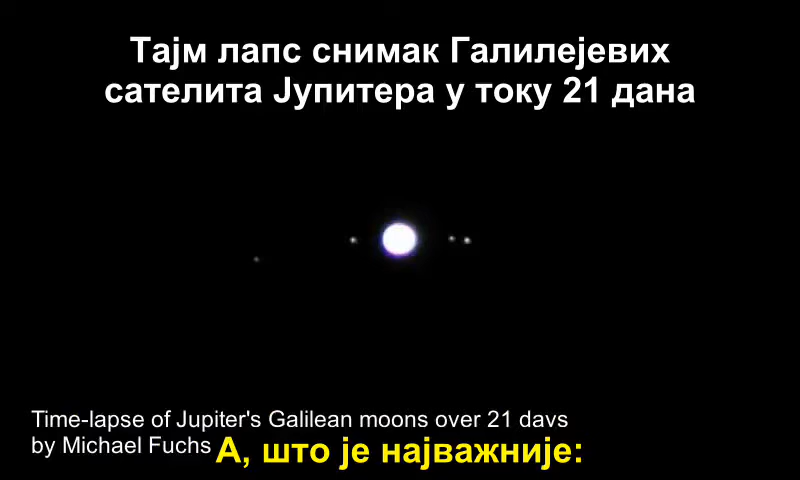 Тајм лапс снимак Галилејевих
сателита Јупитера у току 21 дана
Time-lapse of Jupiter's Galilean moons over 21 days
by Michael Fuchs
А, што је најважније: